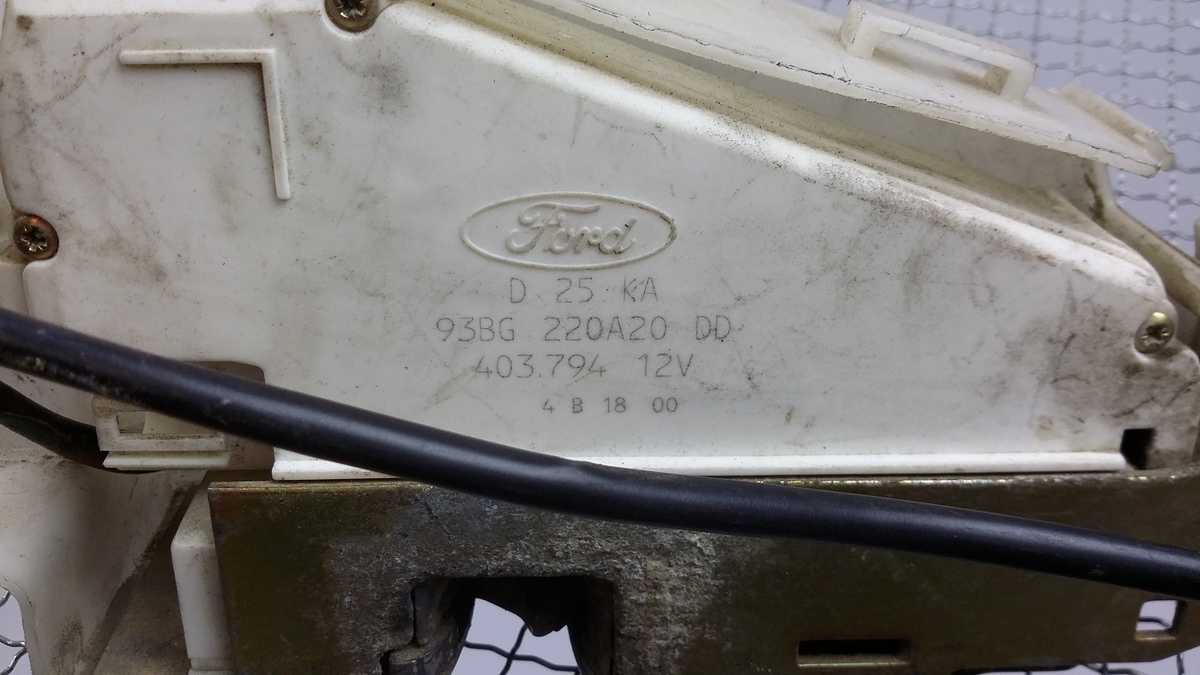 Ford
D 25 KA
93BG 220A20 DD
403.794 12V
4 B 18 00